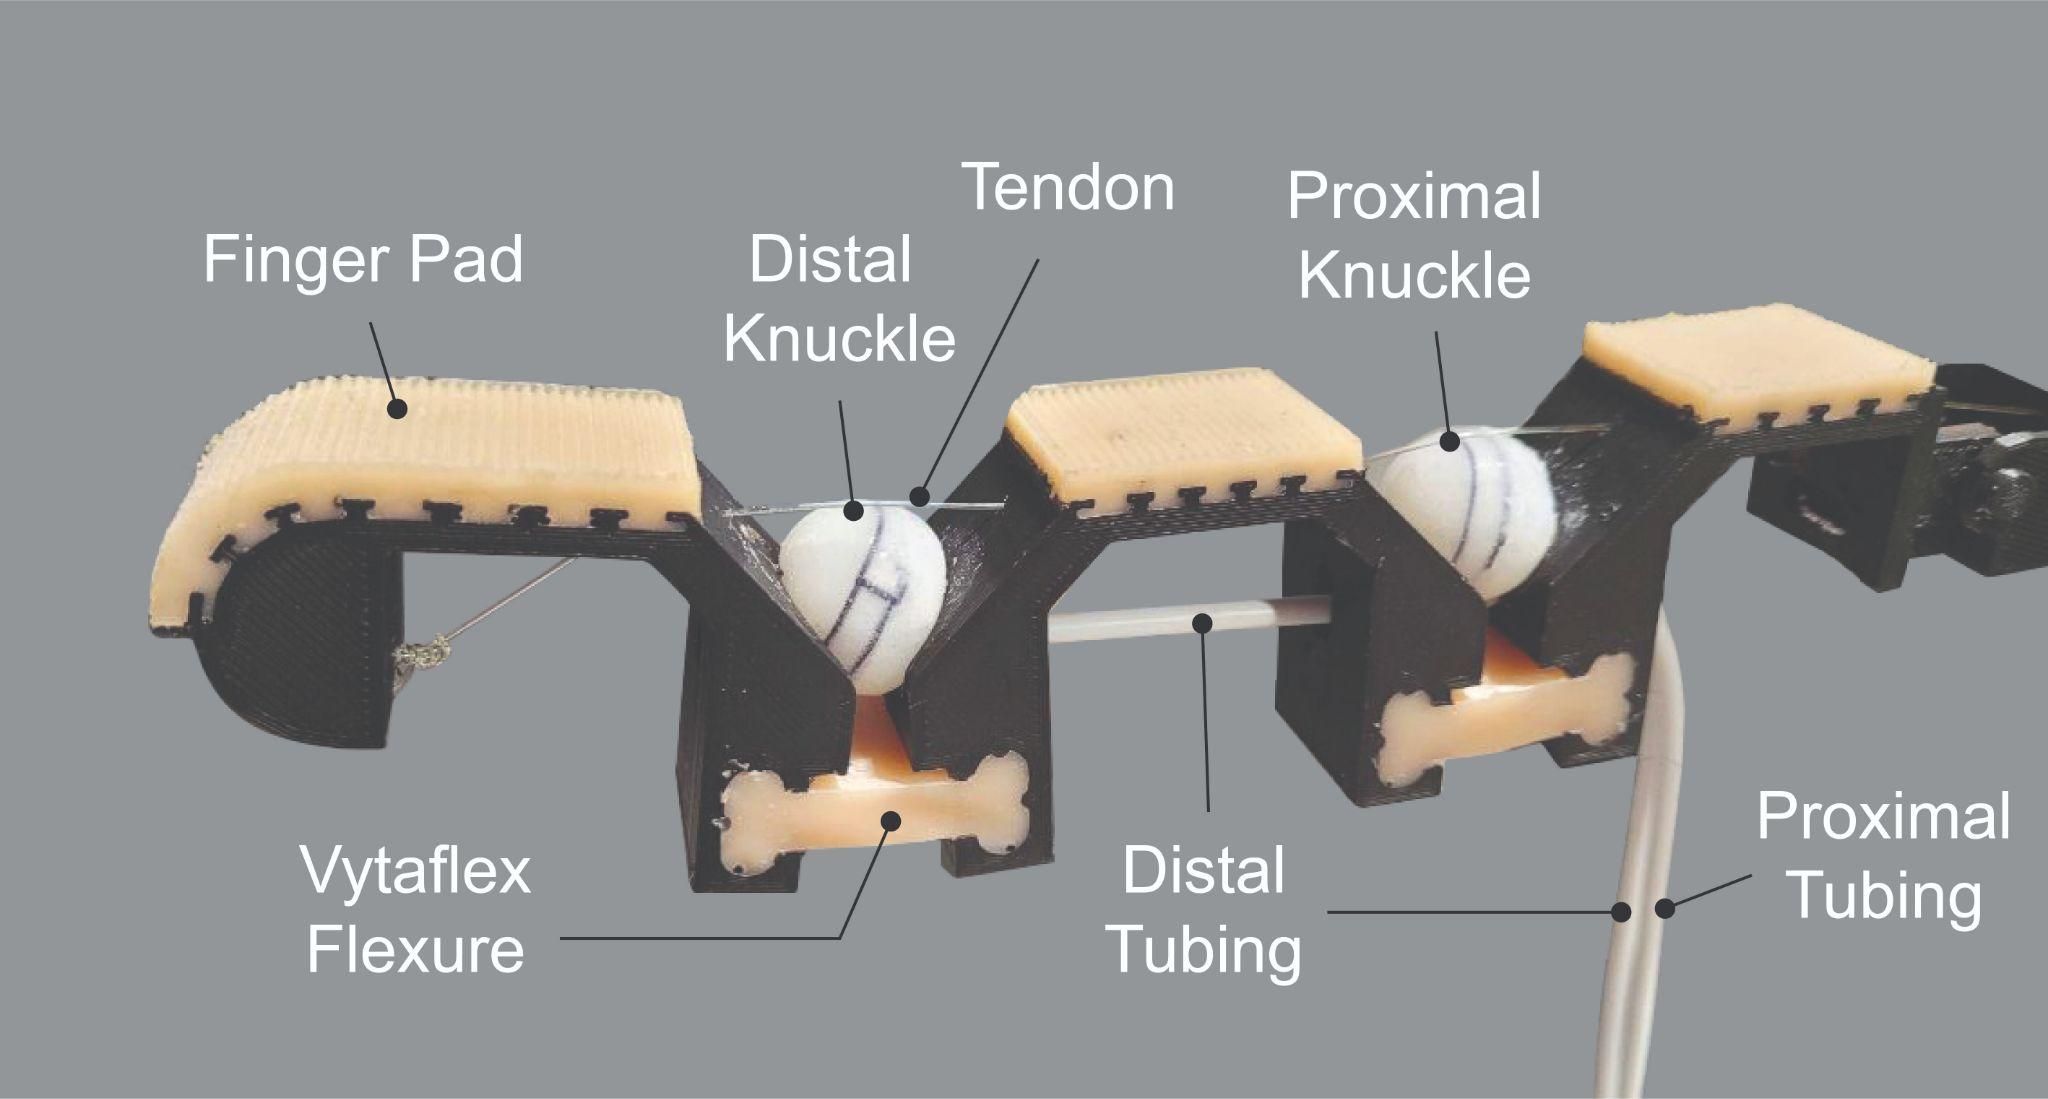 Tendon
Proximal
Knuckle
Finger Pad
Distal
Knuckle
Vytaflex
Flexure
Distal
Tubing
Proximal
Tubing